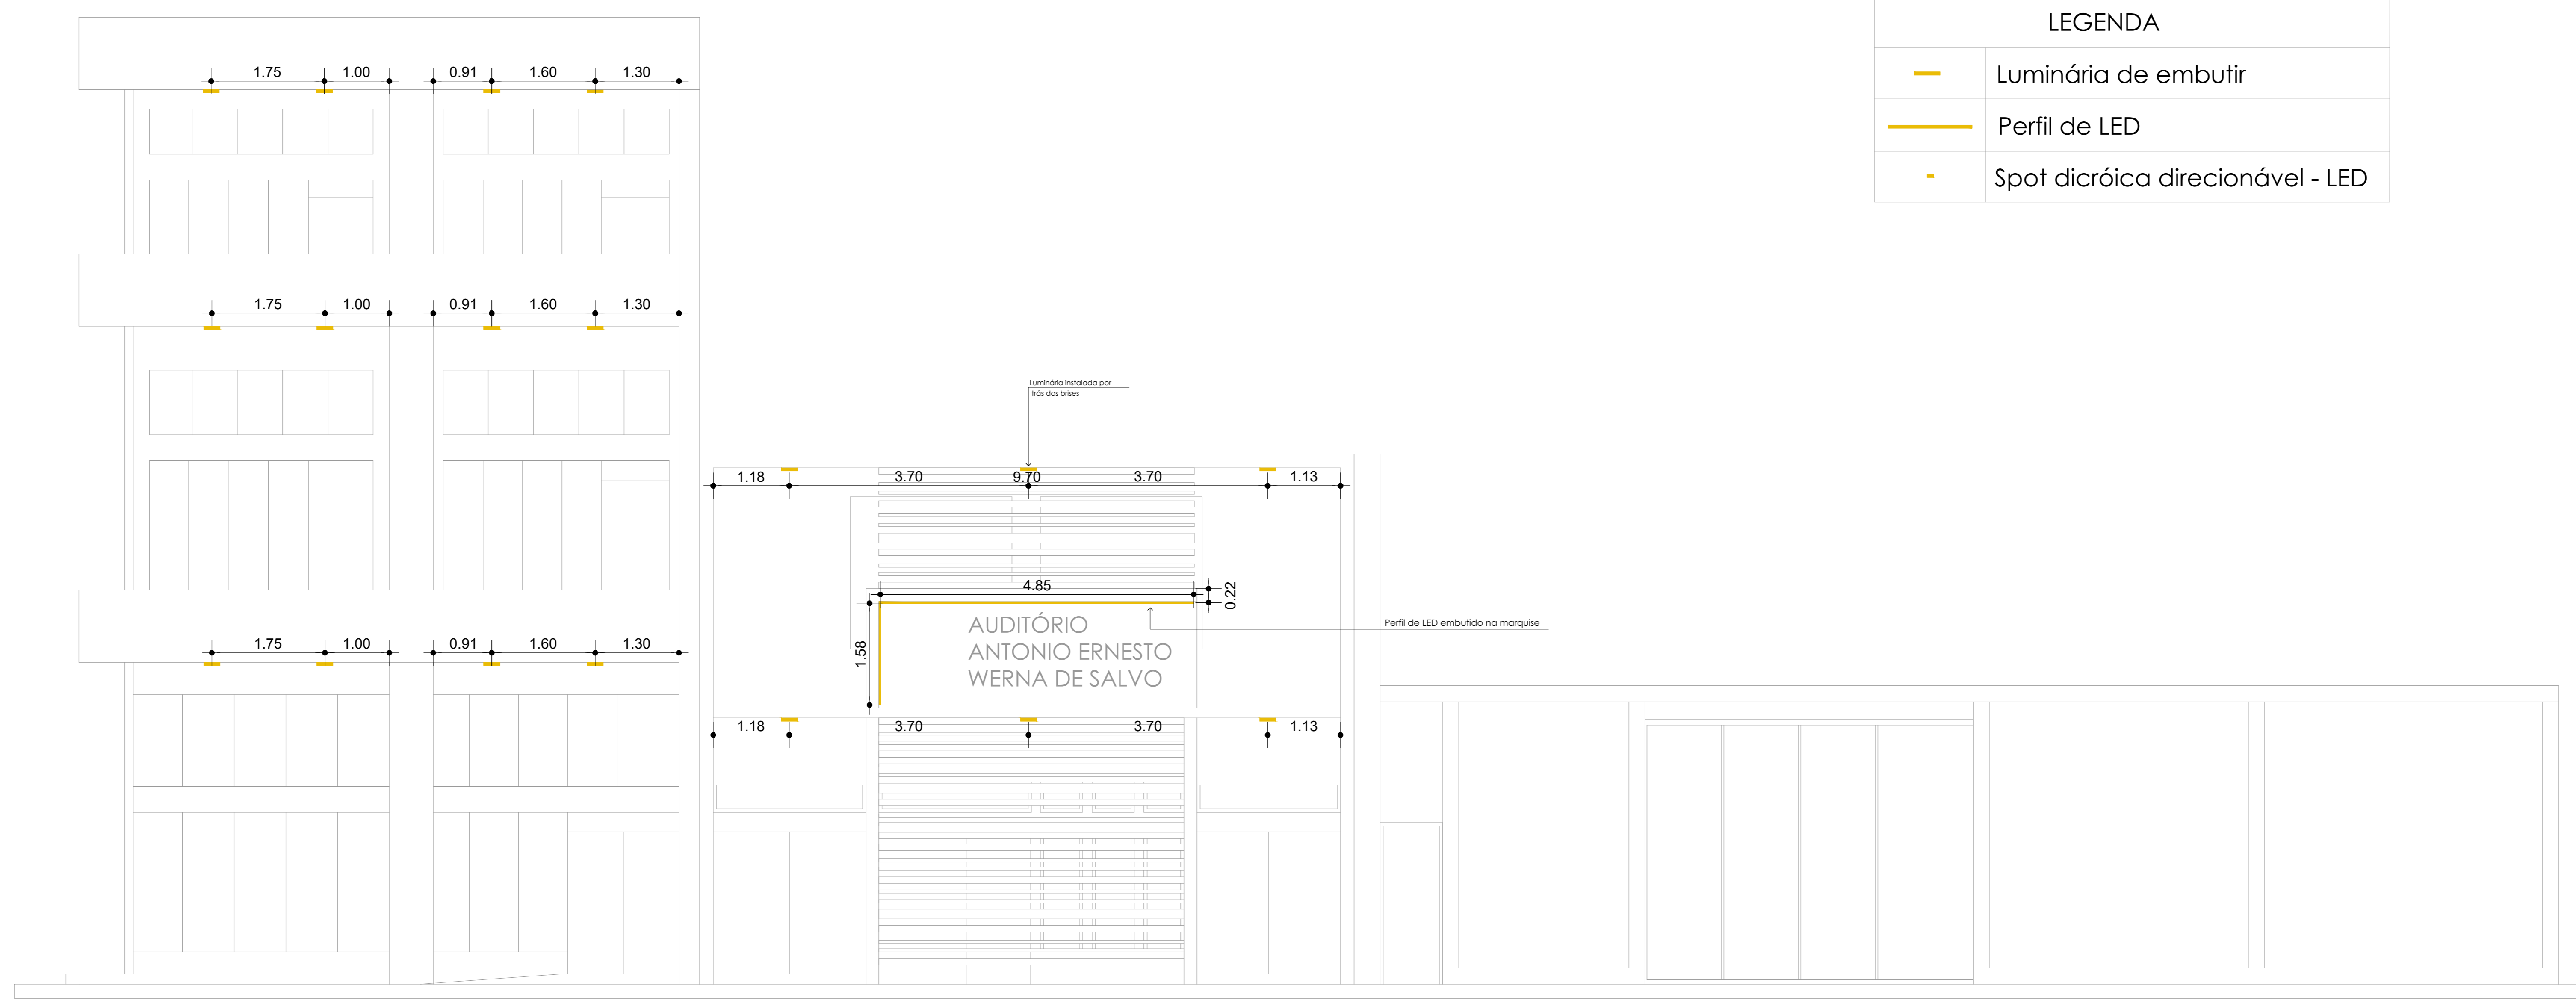 LEGENDA
Luminária de embutir
Perfil de LED
Spot dicróica direcionável - LED
1.75 1.00 0.91 1.60 1.30
1.75 1.00 0.91 1.60 1.30
Luminária instalada por
trás dos brises
1.18 3.70 9.70 3.70 1.13
4.85
0.22
1.58
AUDITÓRIO
ANTONIO ERNESTO
WERNA DE SALVO
Perfil de LED embutido na marquise
1.75 1.00 0.91 1.60 1.30
1.18 3.70 3.70 1.13